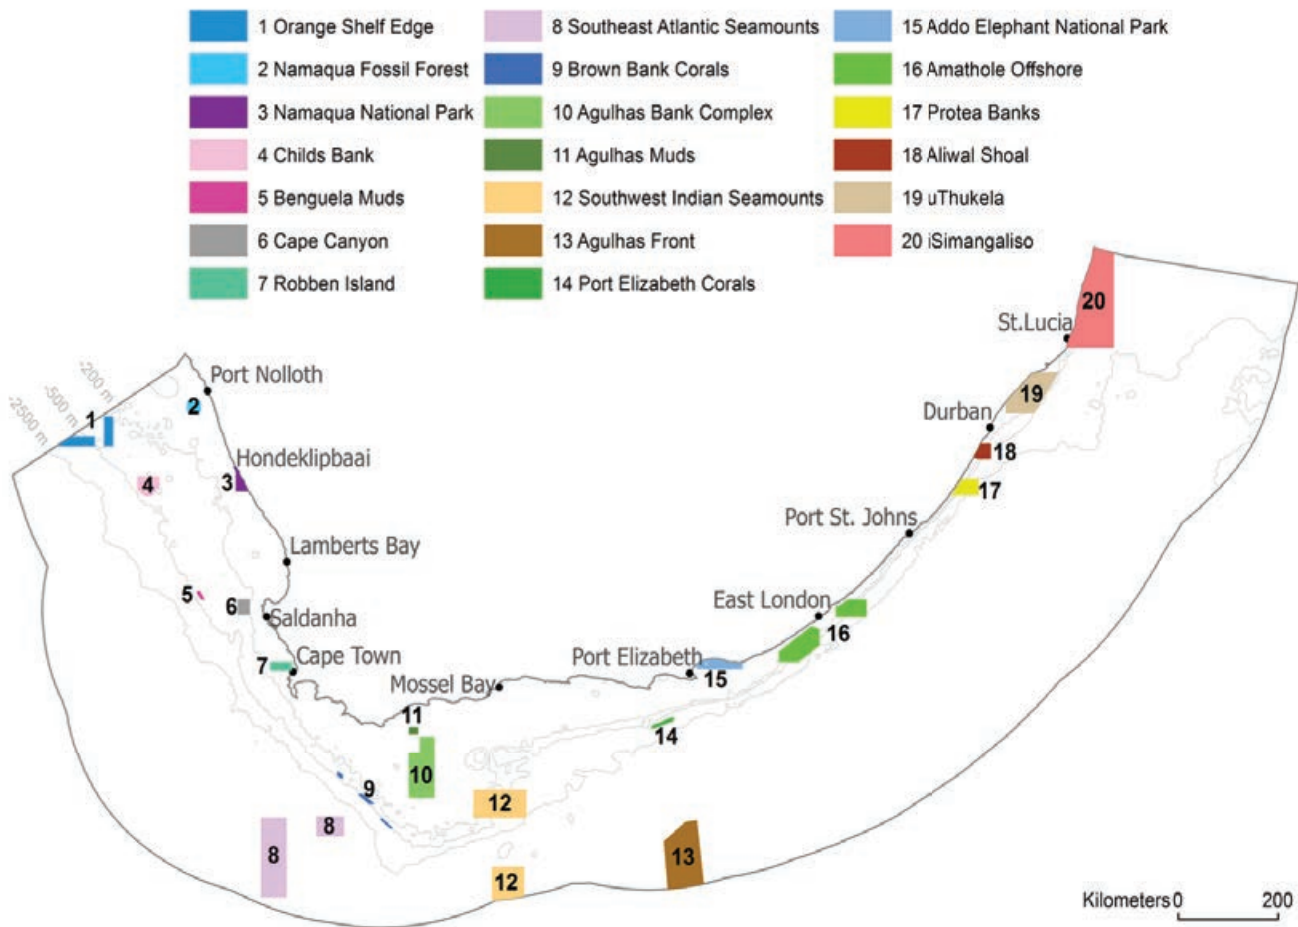 1 Orange Shelf Edge
2 Namaqua Fossil Forest
3 Namaqua National Park
4 Childs Bank
5 Benguela Muds
6 Cape Canyon
7 Robben Island
8 Southeast Atlantic Seamounts
9 Brown Bank Corals
10 Agulhas Bank Complex
11 Agulhas Muds
12 Southwest Indian Seamounts
13 Agulhas Front
14 Port Elizabeth Corals
15 Addo Elephant National Park
16 Amathole Offshore
17 Protea Banks
18 Aliwal Shoal
19 uThukela
20 iSimangaliso
20
St.Lucia
-200 m
-500 m
-2500 m
Port Nolloth
1
2
19
Durban
18
Hondeklipbaai
3
4
17
Port St. Johns
Lamberts Bay
5
6
Saldanha
East London
16
7
Cape Town
Port Elizabeth
15
Mossel Bay
11
14
10
9
12
8
8
13
12
Kilometers 0 200